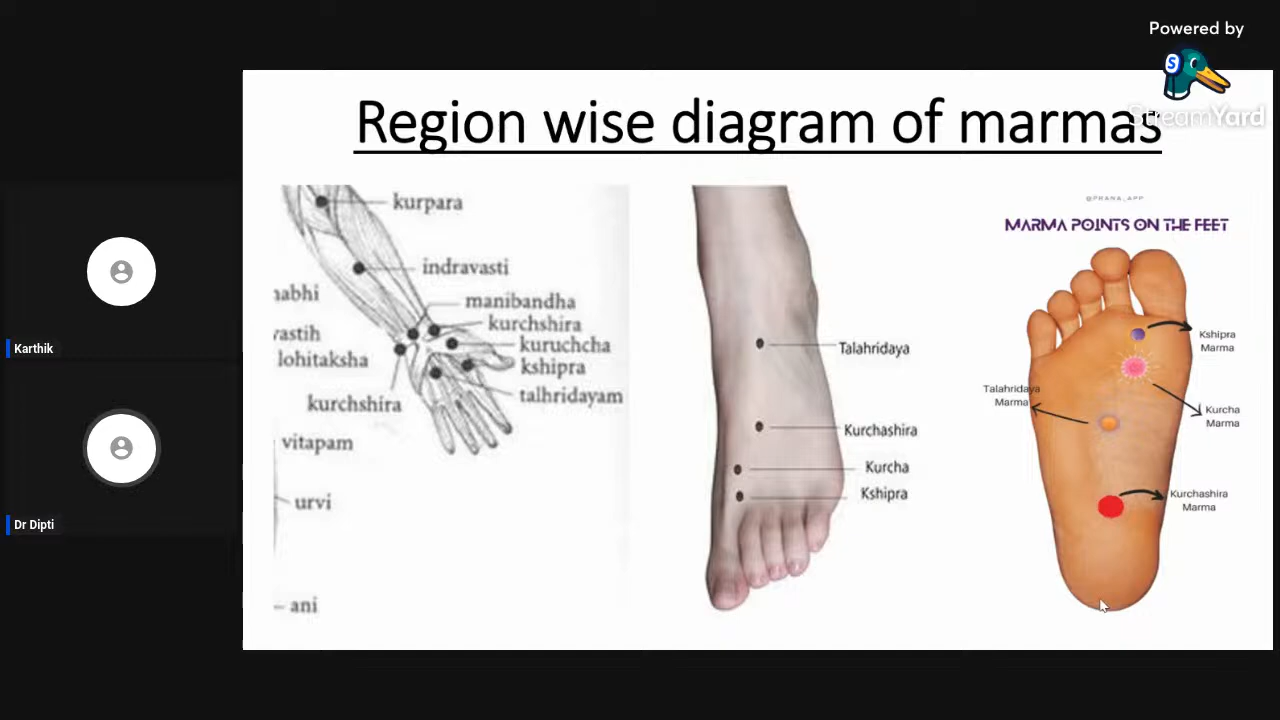 Powered by
StreamYard
Region wise diagram of marmas
kurpara
indravasti
nabhi
manibandha
kurchshira
vastih
kuruchcha
lohitaksha
kshipra
talhridayam
kurchshira
vitapam
urvi
ani
Talahridaya
Kurchashira
Kurcha
Kshipra
@PRANA_APP
MARMA POINTS ON THE FEET
Kshipra
Marma
Talahridaya
Marma
Kurcha
Marma
Kurchashira
Marma
Karthik
Dr Dipti